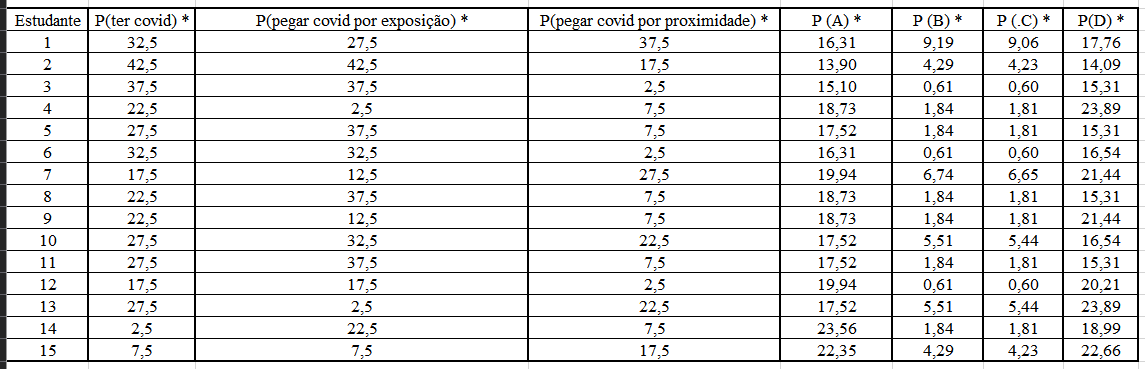 Estudante P(ter covid) * P(pegar covid por exposição) * P(pegar covid por proximidade) * P (A) * P (B) * P (.C) * P(D) *
1 32,5 27,5 37,5 16,31 9,19 9,06 17,76
2 42,5 42,5 17,5 13,90 4,29 4,23 14,09
3 37,5 37,5 2,5 15,10 0,61 0,60 15,31
4 22,5 2,5 7,5 18,73 1,84 1,81 23,89
5 27,5 37,5 7,5 17,52 1,84 1,81 15,31
6 32,5 32,5 2,5 16,31 0,61 0,60 16,54
7 17,5 12,5 27,5 19,94 6,74 6,65 21,44
8 22,5 37,5 7,5 18,73 1,84 1,81 15,31
9 22,5 12,5 7,5 18,73 1,84 1,81 21,44
10 27,5 32,5 22,5 17,52 5,51 5,44 16,54
11 27,5 37,5 7,5 17,52 1,84 1,81 15,31
12 17,5 17,5 2,5 19,94 0,61 0,60 20,21
13 27,5 2,5 22,5 17,52 5,51 5,44 23,89
14 2,5 22,5 7,5 23,56 1,84 1,81 18,99
15 7,5 7,5 17,5 22,35 4,29 4,23 22,66